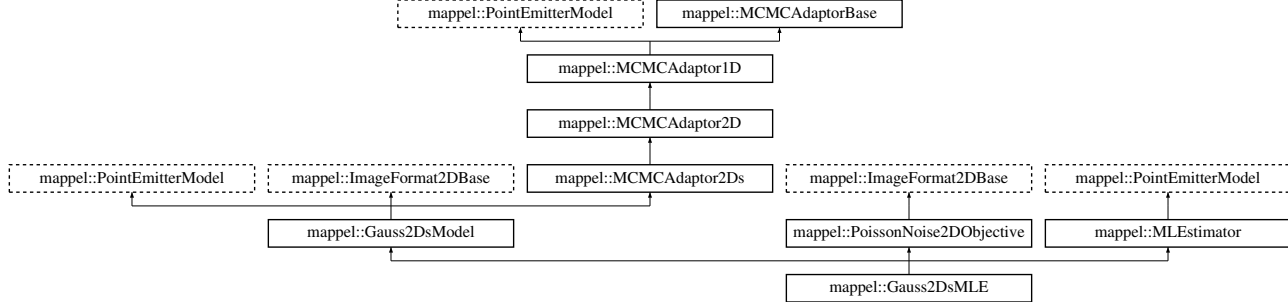 mappel::PointEmitterModel
mappel::MCMCAdaptorBase
mappel::MCMCAdaptor1D
mappel::MCMCAdaptor2D
mappel::PointEmitterModel
mappel::ImageFormat2DBase
mappel::MCMCAdaptor2Ds
mappel::ImageFormat2DBase
mappel::PointEmitterModel
mappel::Gauss2DsModel
mappel::PoissonNoise2DObjective
mappel::MLEstimator
mappel::Gauss2DsMLE